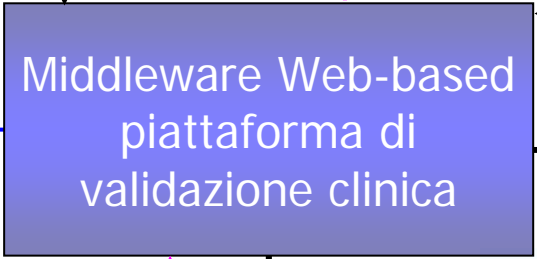 Middleware Web-based
piattaforma di
validazione clinica